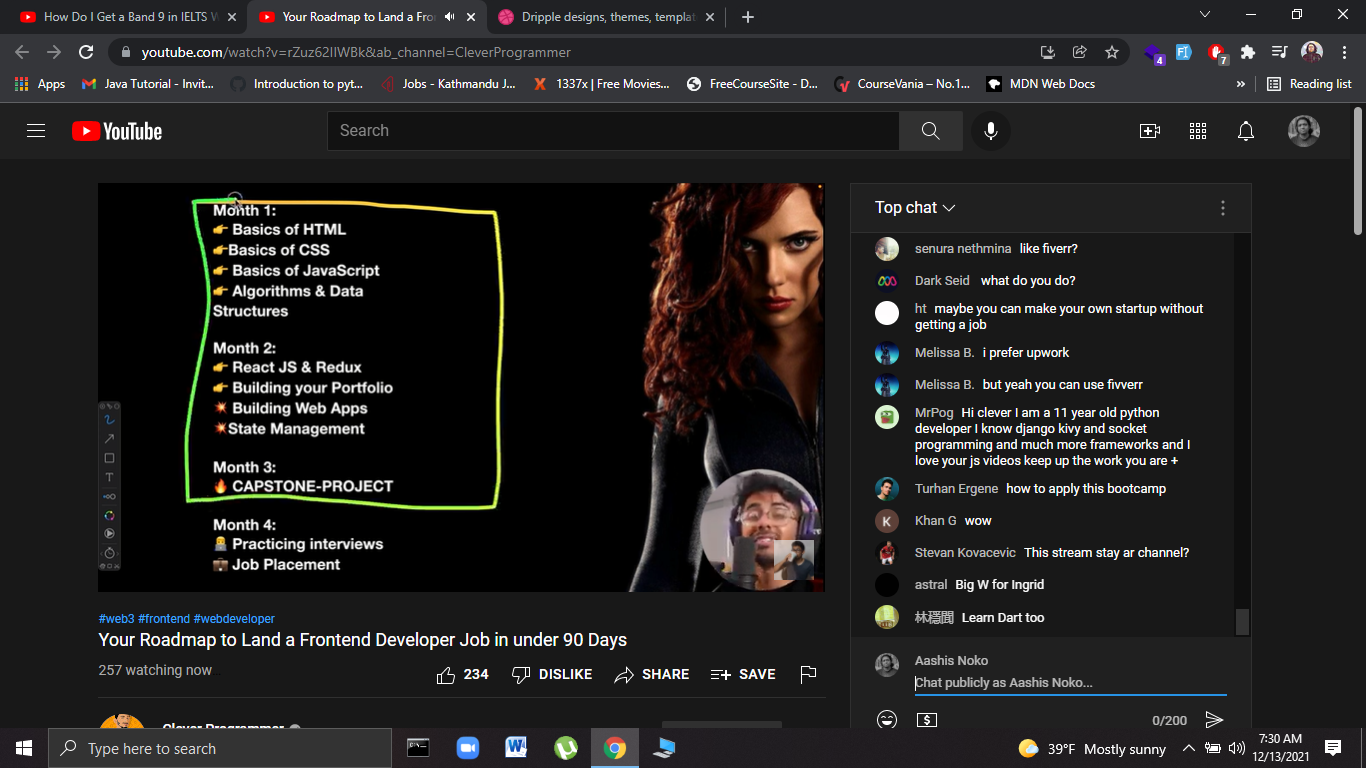 How Do I Get a Band 9 in IELTS W
Your Roadmap to Land a Fro
Dripple designs, themes, templat
youtube.com/watch?v=rZuz62IIWBk&ab_channel=CleverProgrammer
4
7
Apps
Java Tutorial - Invit...
Introduction to pyt...
Jobs - Kathmandu J...
1337x | Free Movies...
FreeCourseSite - D...
CourseVania – No.1...
MDN Web Docs
»
Reading list
YouTube
Search
Month 1:
👉 Basics of HTML
👉Basics of CSS
👉 Basics of JavaScript
👉 Algorithms & Data
Structures
Month 2:
👉 React JS & Redux
👉 Building your Portfolio
💥 Building Web Apps
💥State Management
Month 3:
🔥 CAPSTONE-PROJECT
Month 4:
👨‍💻 Practicing interviews
💼 Job Placement
#web3 #frontend #webdeveloper
Your Roadmap to Land a Frontend Developer Job in under 90 Days
257 watching now
234
DISLIKE
SHARE
SAVE
Clever Programmer
Top chat
senura nethmina like fiverr?
Dark Seid what do you do?
ht maybe you can make your own startup without
getting a job
Melissa B. i prefer upwork
Melissa B. but yeah you can use fivverr
MrPog Hi clever I am a 11 year old python
developer I know django kivy and socket
programming and much more frameworks and I
love your js videos keep up the work you are +
Turhan Ergene how to apply this bootcamp
K
Khan G wow
Stevan Kovacevic This stream stay ar channel?
astral Big W for Ingrid
林穩間 Learn Dart too
Aashis Noko
Chat publicly as Aashis Noko...
0/200
Type here to search
39°F Mostly sunny
7:30 AM
12/13/2021